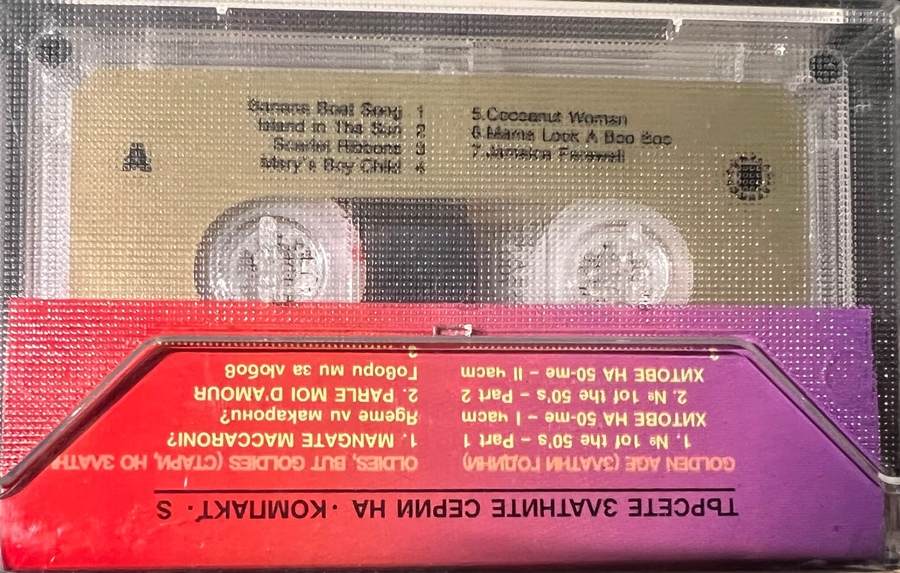 A
Banana Boat Song 1
Island In The Sun 2
Scarlet Ribbons 3
Mary's Boy Child 4
5.Cocoanut Woman
6.Mama Look A Boo Boo
7.Jamaica Farewell
ТЪРСЕТЕ ЗЛАТНИТЕ СЕРИИ НА · КОМПАКТ · S
GOLDEN AGE (ЗЛАТНИ ГОДИНИ)
1. № 1of the 50's – Part 1
ХИТОВЕ НА 50-те – I част
2. № 1of the 50's – Part 2
ХИТОВЕ НА 50-те – II част
OLDIES, BUT GOLDIES (СТАРИ, НО ЗЛАТН
1. MANGATE MACCARONI?
Ядете ли макарони?
2. PARLE MOI D'AMOUR
Говори ми за любов